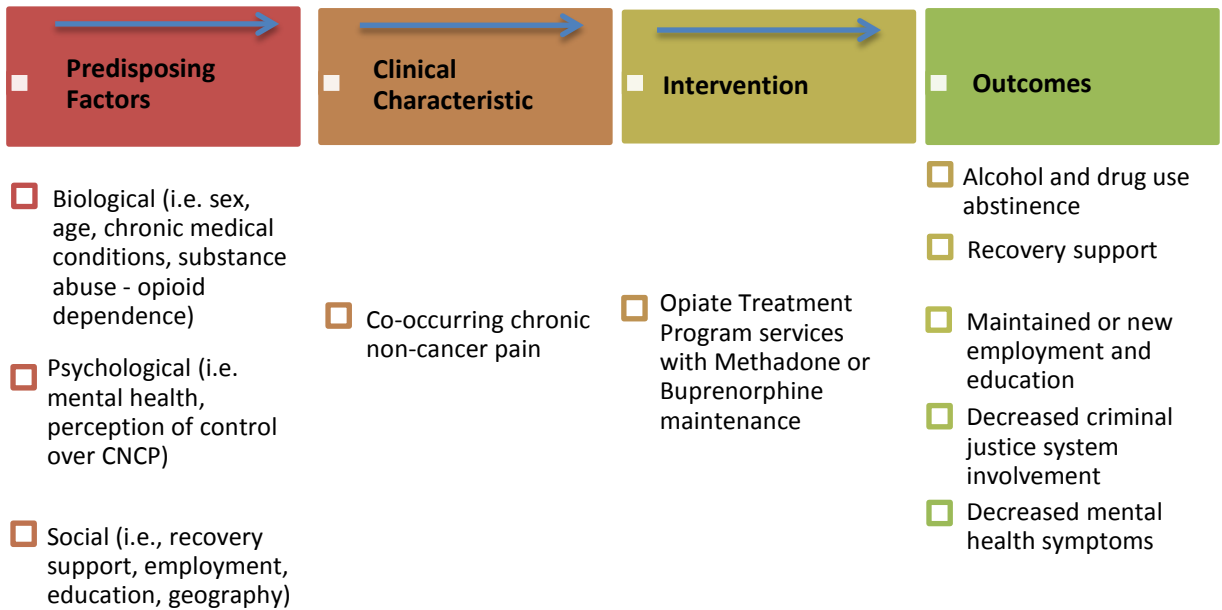 Predisposing
Factors
Clinical
Characteristic
Intervention
Outcomes
Biological (i.e. sex,
age, chronic medical
conditions, substance
abuse - opioid
dependence)
Psychological (i.e.
mental health,
perception of control
over CNCP)
Social (i.e., recovery
support, employment,
education, geography)
Co-occurring chronic
non-cancer pain
Opiate Treatment
Program services
with Methadone or
Buprenorphine
maintenance
Alcohol and drug use
abstinence
Recovery support
Maintained or new
employment and
education
Decreased criminal
justice system
involvement
Decreased mental
health symptoms